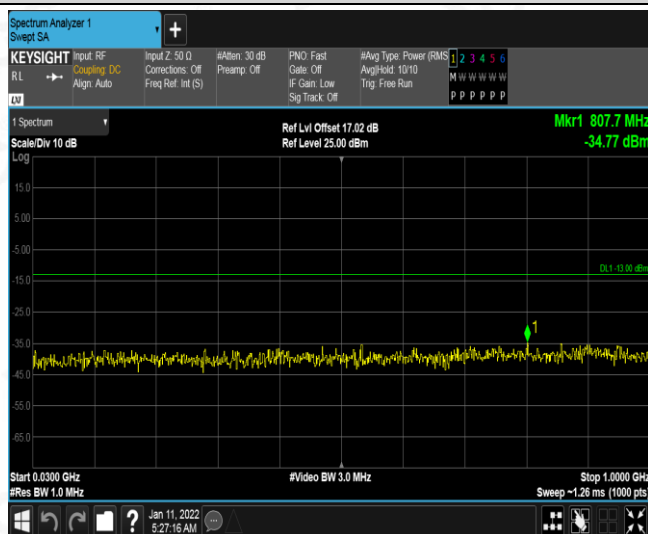 Spectrum Analyzer 1
Swept SA
+
KEYSIGHT
RL
LXI
Input: RF
Coupling: DC
Align: Auto
Input Z: 50 Ω
Corrections: Off
Freq Ref: Int (S)
#Atten: 30 dB
Preamp: Off
PNO: Fast
Gate: Off
IF Gain: Low
Sig Track: Off
#Avg Type: Power (RMS
Avg|Hold: 10/10
Trig: Free Run
1 2 3 4 5 6
M W W W W W
P P P P P P
1 Spectrum
Scale/Div 10 dB
Ref Lvl Offset 17.02 dB
Ref Level 25.00 dBm
Mkr1 807.7 MHz
-34.77 dBm
Log
15.0
5.00
-5.00
DL1 -13.00 dBm
-15.0
-25.0
1
-35.0
-45.0
-55.0
-65.0
Start 0.0300 GHz
#Res BW 1.0 MHz
#Video BW 3.0 MHz
Stop 1.0000 GHz
Sweep ~1.26 ms (1000 pts)
?
Jan 11, 2022
5:27:16 AM